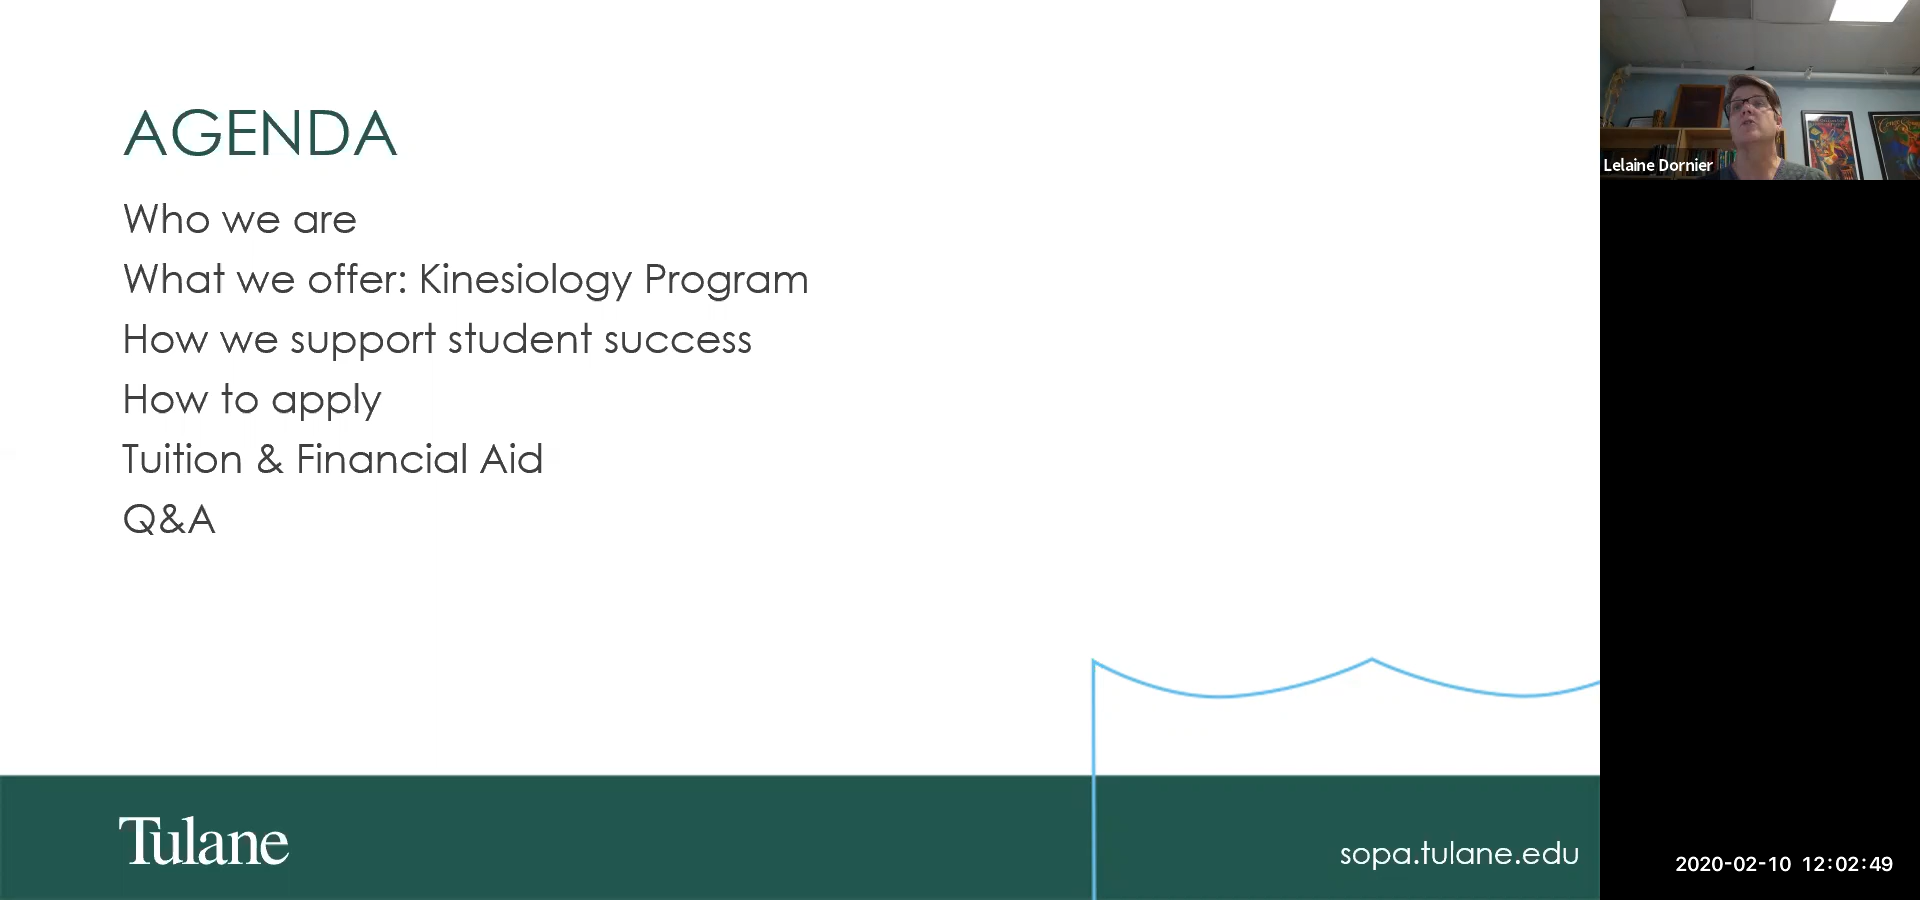 AGENDA
Who we are
What we offer: Kinesiology Program
How we support student success
How to apply
Tuition & Financial Aid
Q&A
Tulane
sopa.tulane.edu
Lelaine Dornier
2020-02-10 12:02:49